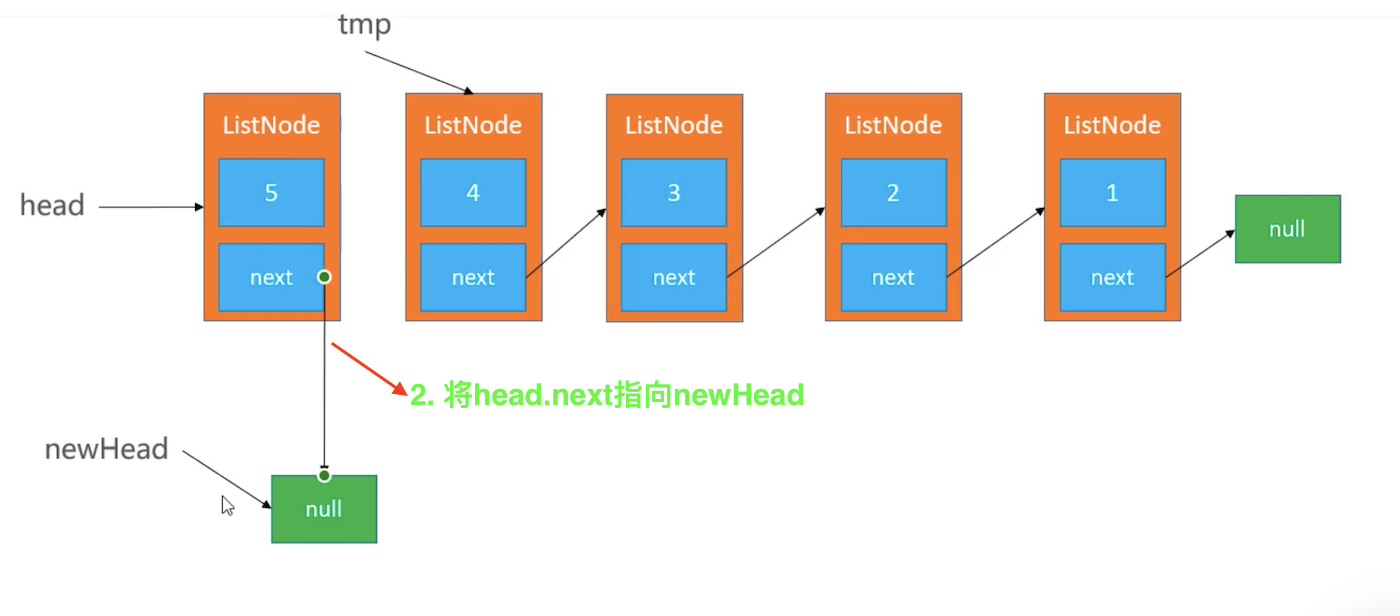 tmp
ListNode
ListNode
ListNode
ListNode
ListNode
head
5
4
3
2
1
null
next
next
next
next
next
2. 将head.next指向newHead
newHead
null